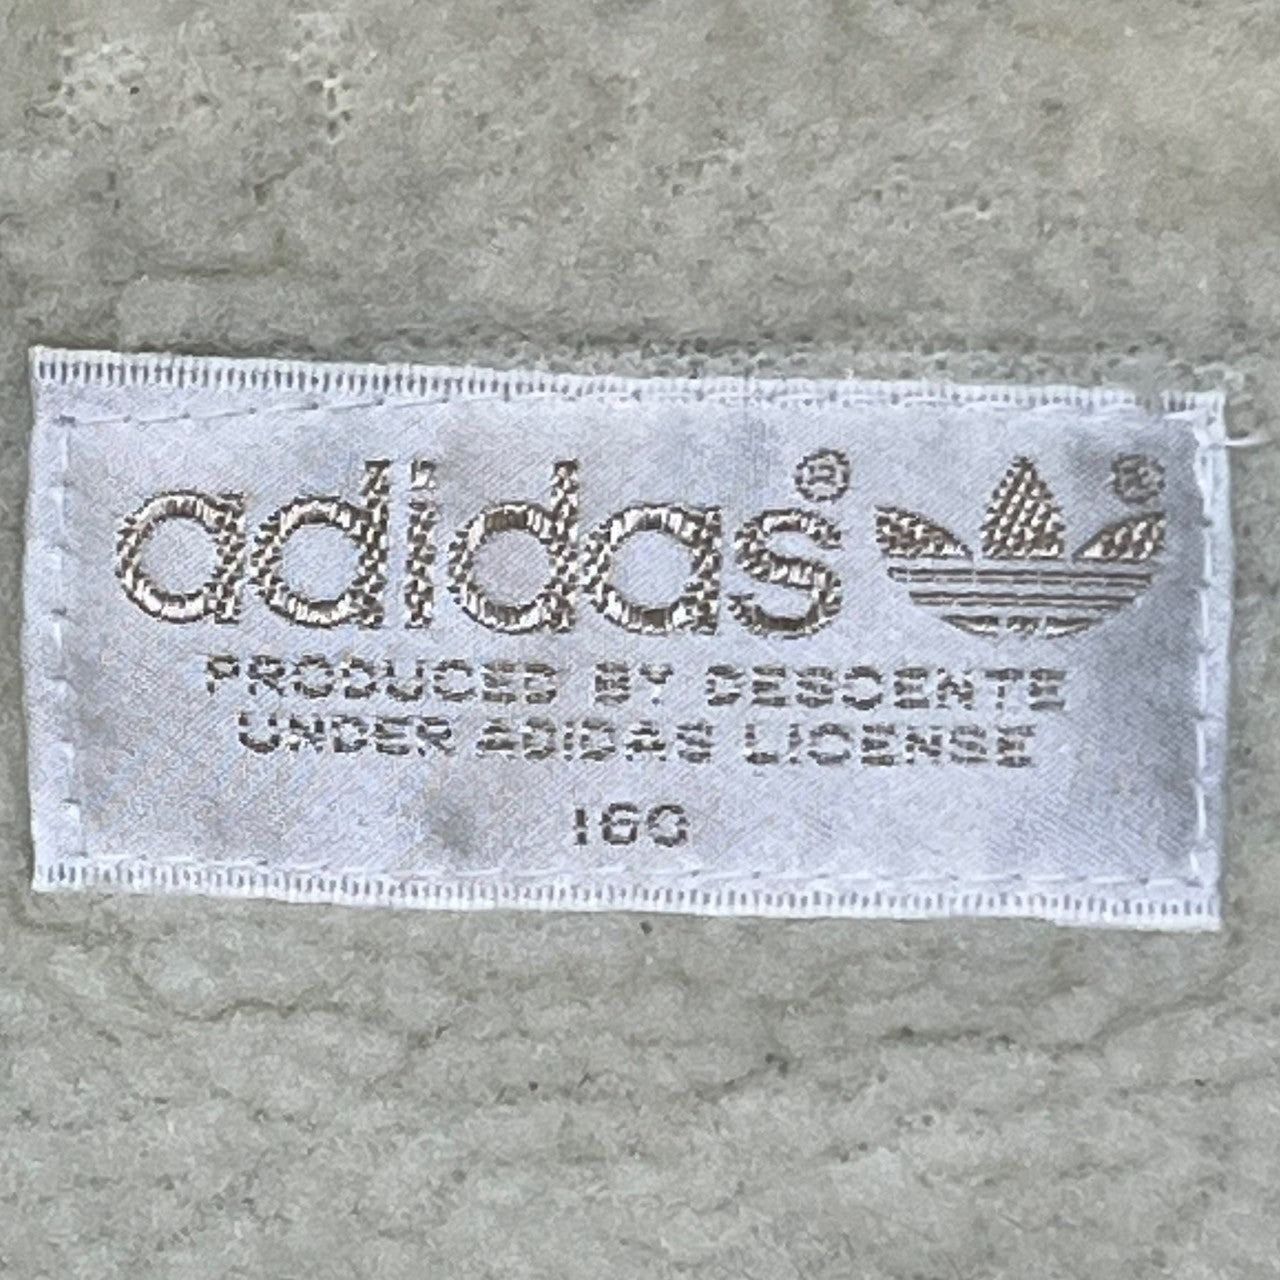 adidas® ®
PRODUCED BY DESCENTE
UNDER ADIDAS LICENSE
160